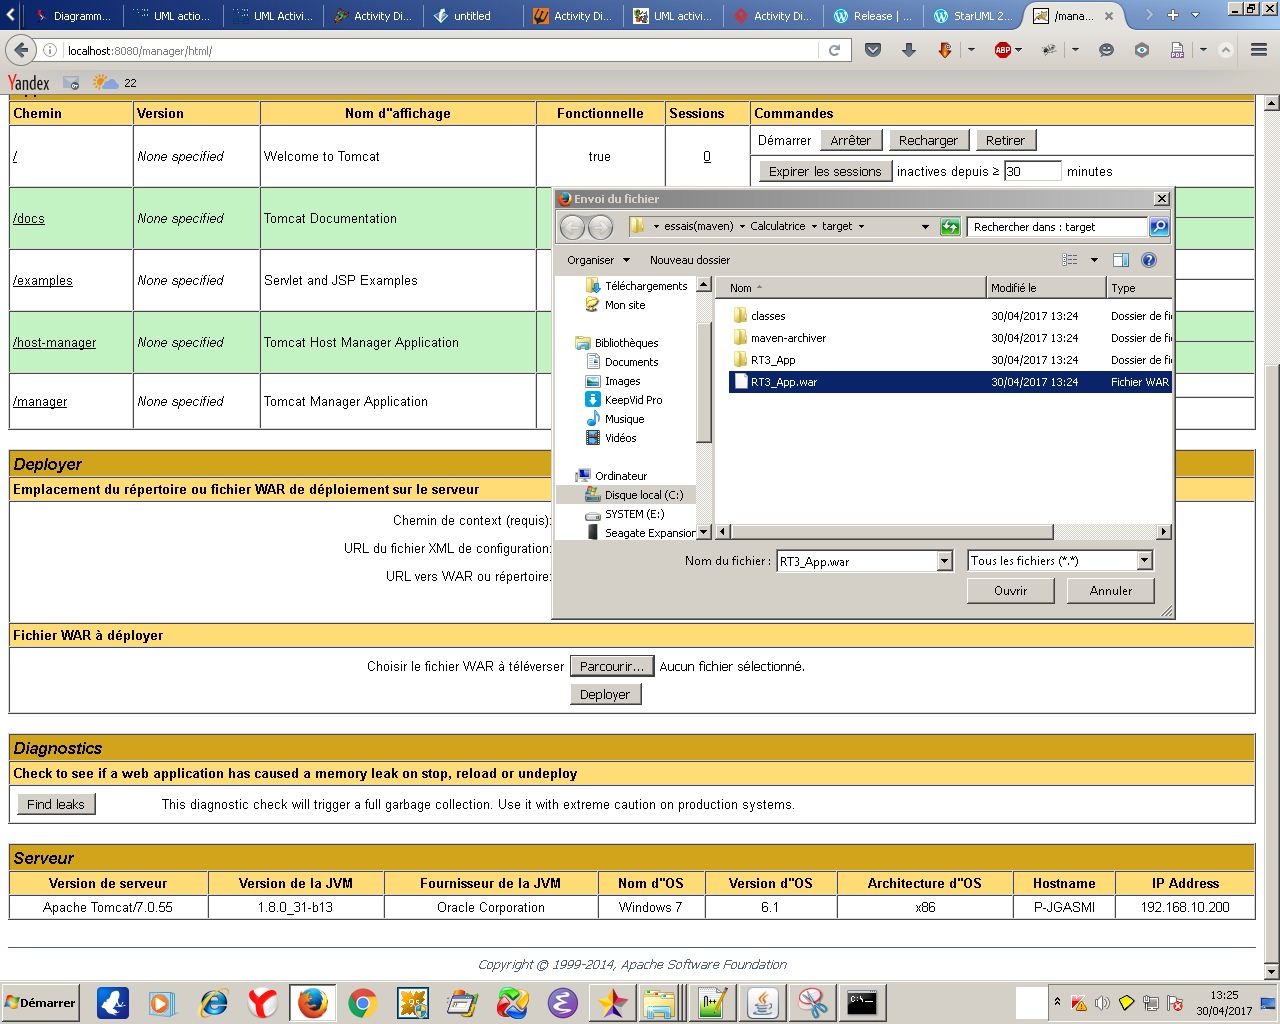 Diagramm...
UML actio...
UML Activi...
Activity Di...
untitled
Activity Di...
UML activi...
Activity Di...
Release | ...
StarUML 2...
/mana...
localhost:8080/manager/html/
ABP
PDF
Yandex
22
Chemin Version Nom d"affichage Fonctionnelle Sessions Commandes
/ None specified Welcome to Tomcat true 0 Démarrer Arrêter Recharger Retirer
Expirer les sessions inactives depuis ≥ 30 minutes
/docs None specified Tomcat Documentation
/examples None specified Servlet and JSP Examples
/host-manager None specified Tomcat Host Manager Application
/manager None specified Tomcat Manager Application
Envoi du fichier
essais(maven) Calculatrice target
Rechercher dans : target
Organiser Nouveau dossier
Téléchargements
Mon site
Bibliothèques
Documents
Images
KeepVid Pro
Musique
Vidéos
Ordinateur
Disque local (C:)
SYSTEM (E:)
Seagate Expansion
Nom Modifié le Type
classes 30/04/2017 13:24 Dossier de fi
maven-archiver 30/04/2017 13:24 Dossier de fi
RT3_App 30/04/2017 13:24 Dossier de fi
RT3_App.war 30/04/2017 13:24 Fichier WAR
Nom du fichier : RT3_App.war Tous les fichiers (*.*)
Ouvrir Annuler
Deployer
Emplacement du répertoire ou fichier WAR de déploiement sur le serveur
Chemin de context (requis):
URL du fichier XML de configuration:
URL vers WAR ou répertoire:
Fichier WAR à déployer
Choisir le fichier WAR à téléverser Parcourir... Aucun fichier sélectionné.
Deployer
Diagnostics
Check to see if a web application has caused a memory leak on stop, reload or undeploy
Find leaks This diagnostic check will trigger a full garbage collection. Use it with extreme caution on production systems.
Serveur
Version de serveur Version de la JVM Fournisseur de la JVM Nom d"OS Version d"OS Architecture d"OS Hostname IP Address
Apache Tomcat/7.0.55 1.8.0_31-b13 Oracle Corporation Windows 7 6.1 x86 P-JGASMI 192.168.10.200
Copyright © 1999-2014, Apache Software Foundation
Démarrer
13:25
30/04/2017